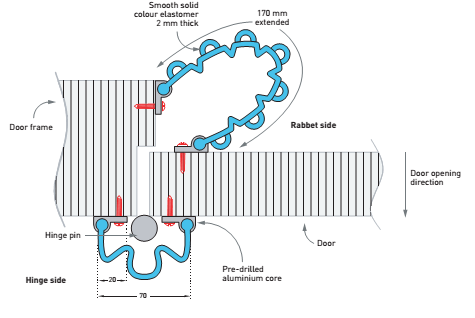 Smooth solid
colour elastomer
2 mm thick
170 mm
extended
Door frame
Rabbet side
Door opening
direction
Hinge pin
Door
Pre-drilled
aluminium core
Hinge side
20
70